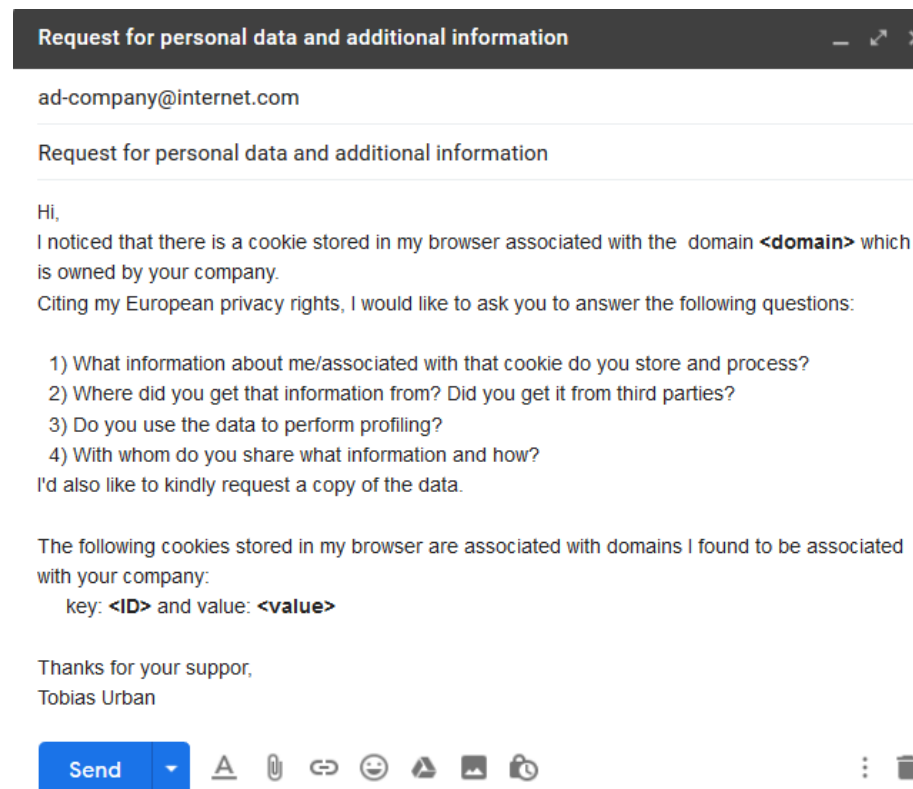 Request for personal data and additional information
ad-company@internet.com
Request for personal data and additional information
Hi,
I noticed that there is a cookie stored in my browser associated with the  domain <domain> which
is owned by your company.
Citing my European privacy rights, I would like to ask you to answer the following questions:
1) What information about me/associated with that cookie do you store and process?
2) Where did you get that information from? Did you get it from third parties?
3) Do you use the data to perform profiling?
4) With whom do you share what information and how?
I'd also like to kindly request a copy of the data.
The following cookies stored in my browser are associated with domains I found to be associated
with your company:
key: <ID> and value: <value>
Thanks for your suppor,
Tobias Urban
Send